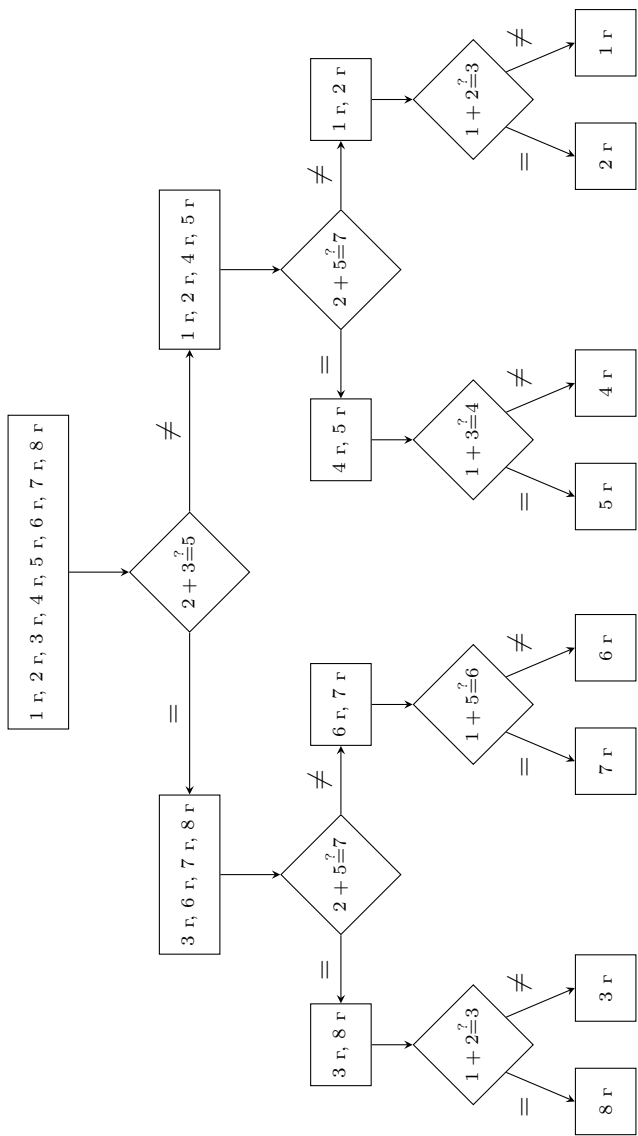 1 г, 2 г, 3 г, 4 г, 5 г, 6 г, 7 г, 8 г
2 + 3 ≟ 5
=
≠
3 г, 6 г, 7 г, 8 г
1 г, 2 г, 4 г, 5 г
2 + 5 ≟ 7
=
≠
2 + 5 ≟ 7
=
≠
3 г, 8 г
6 г, 7 г
4 г, 5 г
1 г, 2 г
1 + 2 ≟ 3
=
≠
1 + 5 ≟ 6
=
≠
1 + 3 ≟ 4
=
≠
1 + 2 ≟ 3
=
≠
8 г
3 г
7 г
6 г
5 г
4 г
2 г
1 г